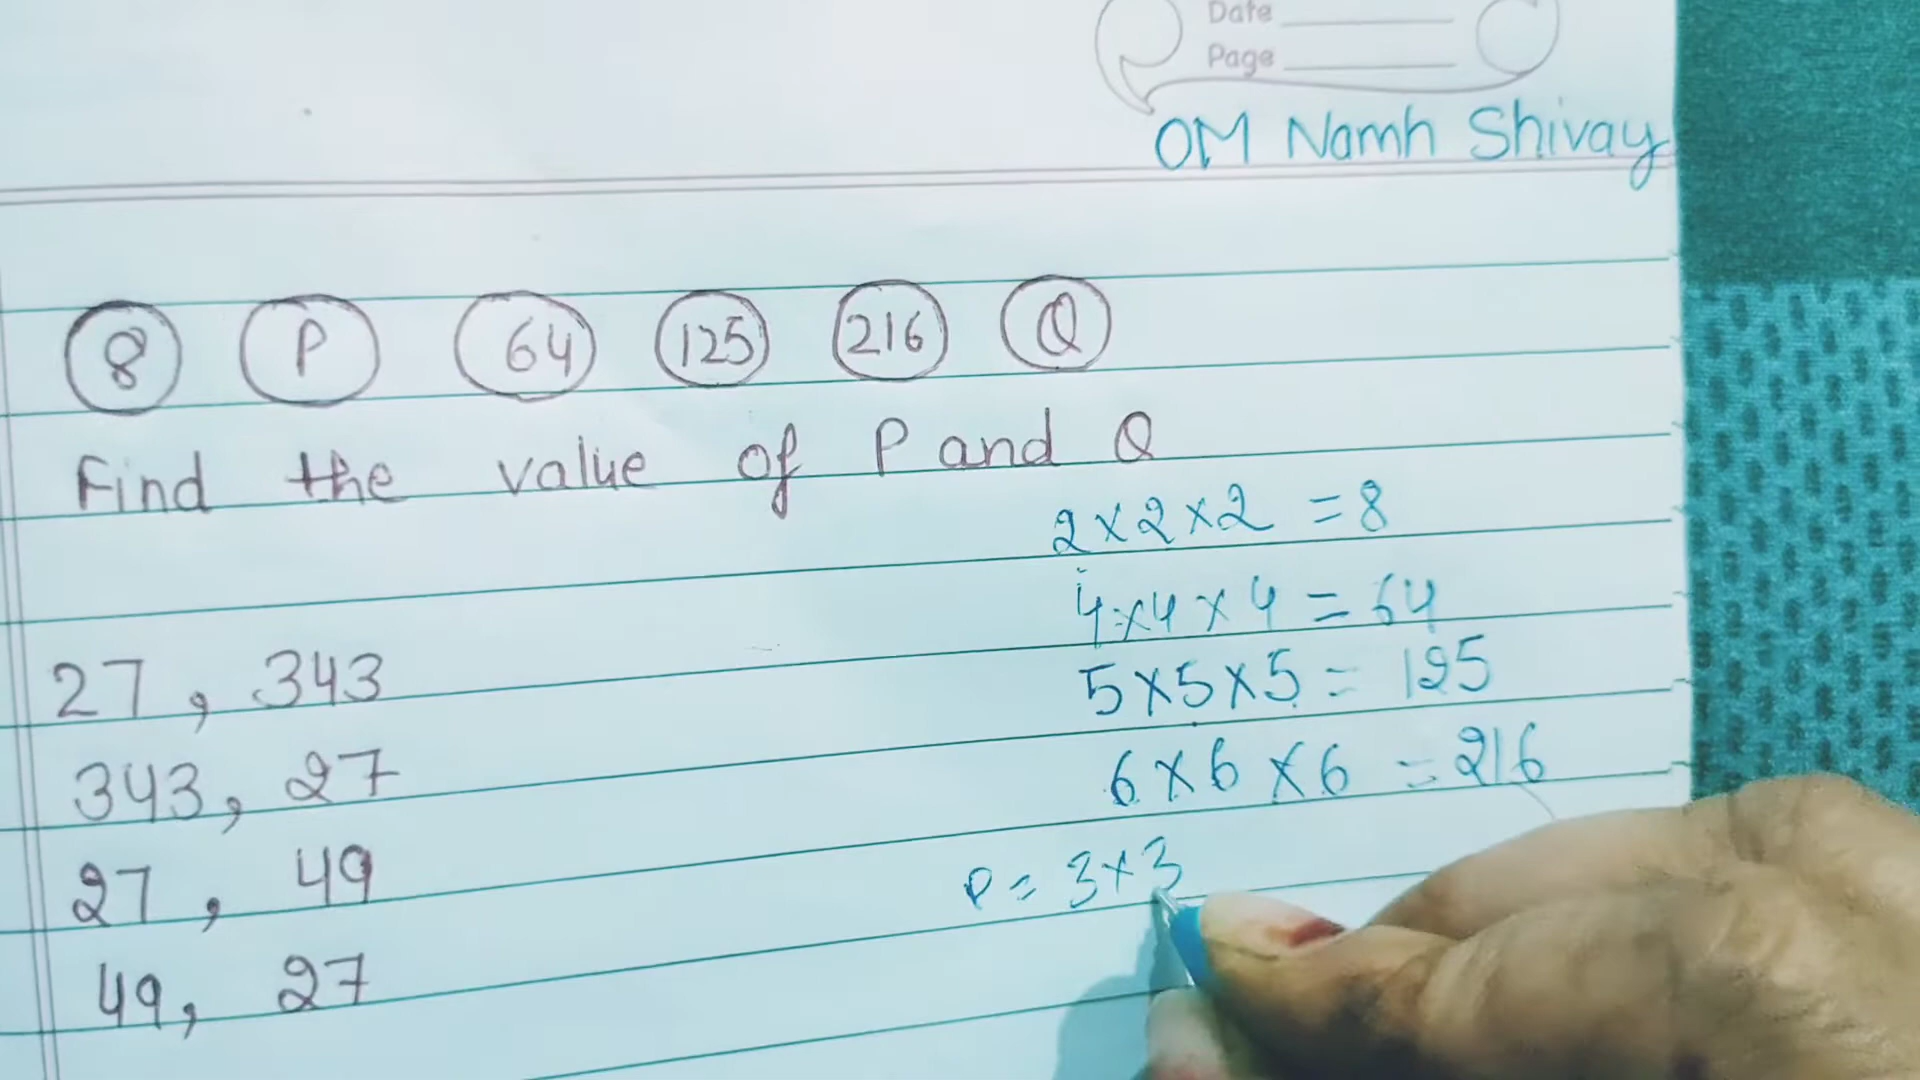 Date
Page
OM Namh Shivay
8 P 64 125 216 Q
Find the value of P and Q
2×2×2 = 8
4×4×4 = 64
27, 343
5×5×5 = 125
343, 27
6×6×6 = 216
27, 49
P = 3×3
49, 27